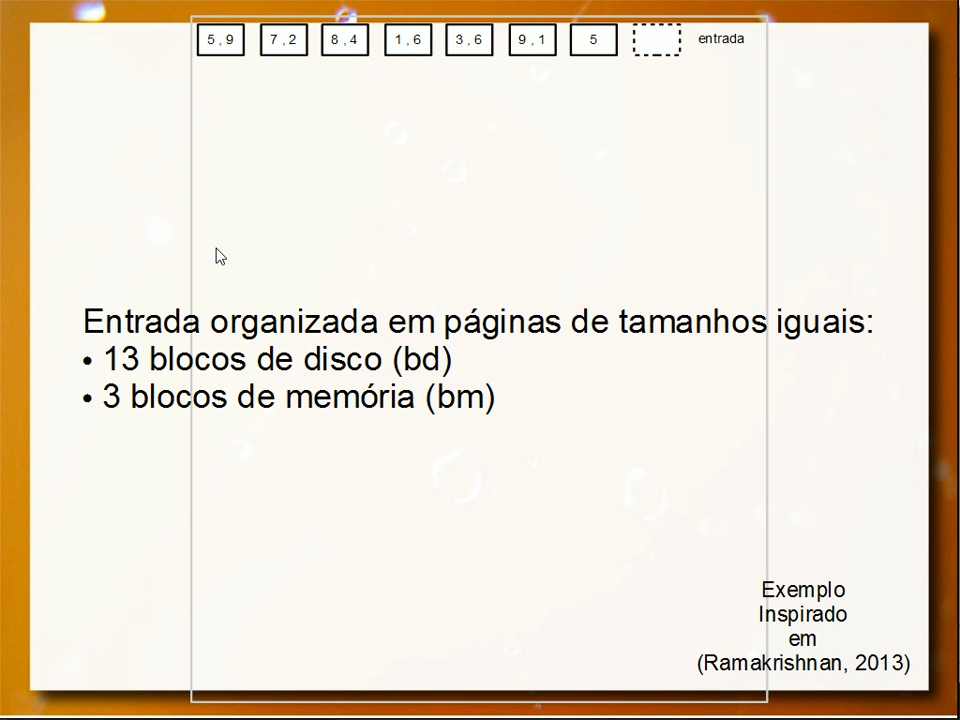 5 , 9 7 , 2 8 , 4 1 , 6 3 , 6 9 , 1 5 entrada
Entrada organizada em páginas de tamanhos iguais:
• 13 blocos de disco (bd)
• 3 blocos de memória (bm)
Exemplo
Inspirado
em
(Ramakrishnan, 2013)